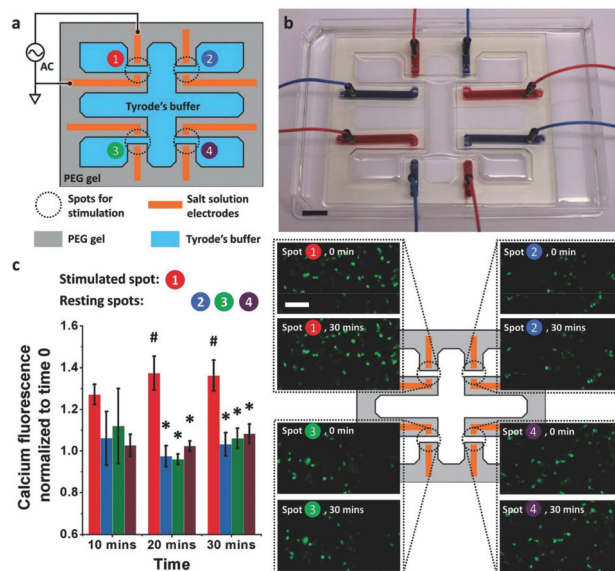 a
AC
1
2
Tyrode's buffer
3
4
PEG gel
Spots for
stimulation
Salt solution
electrodes
PEG gel
Tyrode's buffer
b
c
Stimulated spot: 1
Resting spots: 2 3 4
Calcium fluorescence
normalized to time 0
1.6
1.4
1.2
1.0
0.8
0.6
#
#
* * *
* * *
10 mins 20 mins 30 mins
Time
Spot 1, 0 min
Spot 1, 30 mins
Spot 3, 0 min
Spot 3, 30 mins
Spot 2, 0 min
Spot 2, 30 mins
Spot 4, 0 min
Spot 4, 30 mins